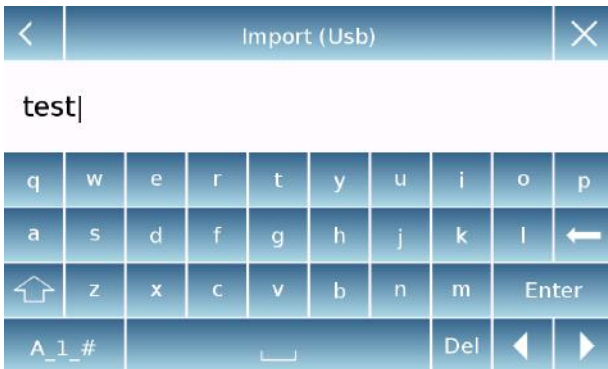 Import (Usb)
test
q w e r t y u i o p
a s d f g h j k l
z x c v b n m Enter
A_1_# Del